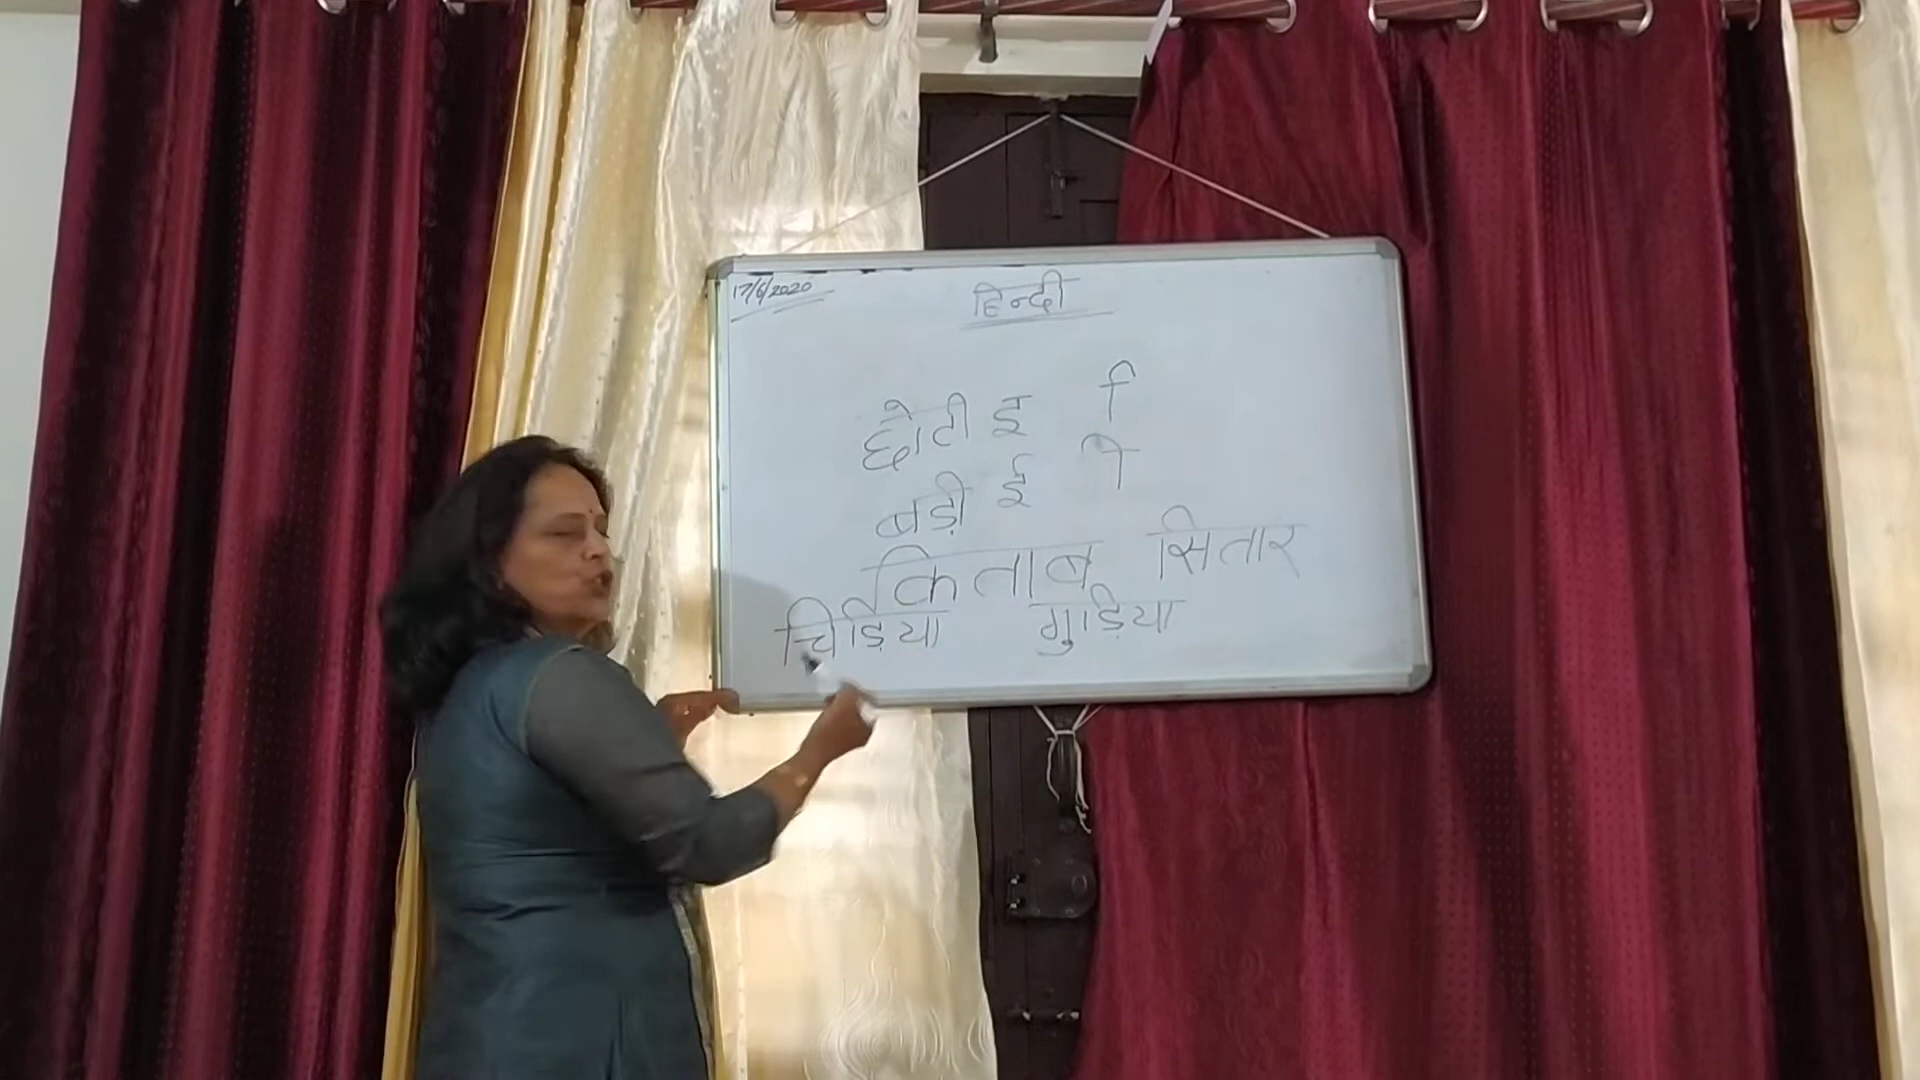 17/6/2020
हिन्दी
छोटी इ ि
बड़ी ई ी
किताब सितार
चिड़िया गुड़िया